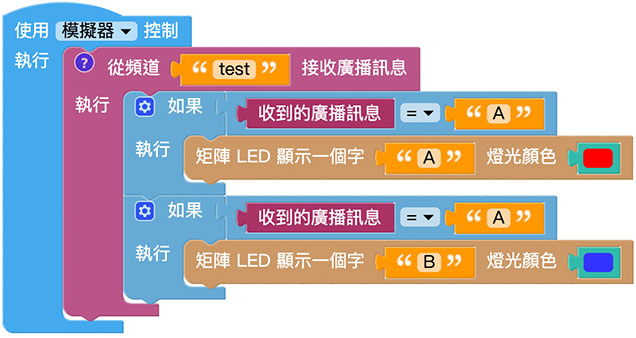 使用 模擬器 控制
執行 ? 從頻道 “ test ” 接收廣播訊息
執行 如果 收到的廣播訊息 = “ A ”
執行 矩陣 LED 顯示一個字 “ A ” 燈光顏色
如果 收到的廣播訊息 = “ A ”
執行 矩陣 LED 顯示一個字 “ B ” 燈光顏色